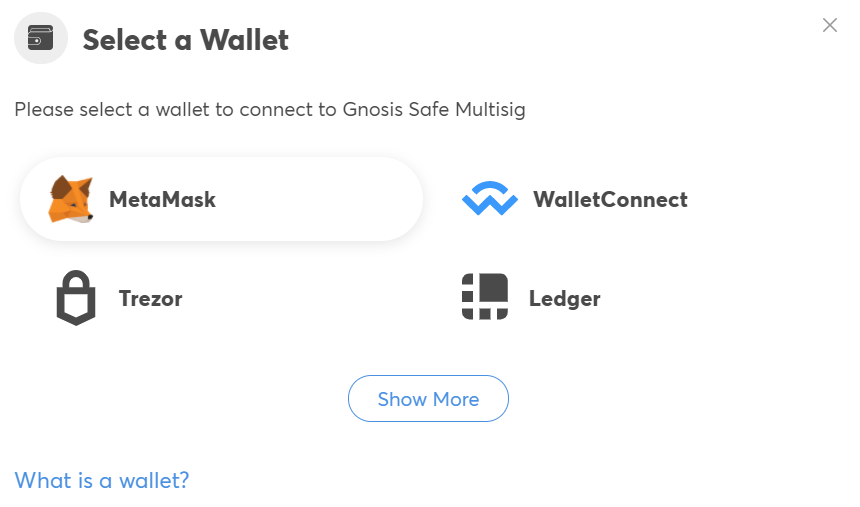 Select a Wallet
Please select a wallet to connect to Gnosis Safe Multisig
MetaMask
WalletConnect
Trezor
Ledger
Show More
What is a wallet?